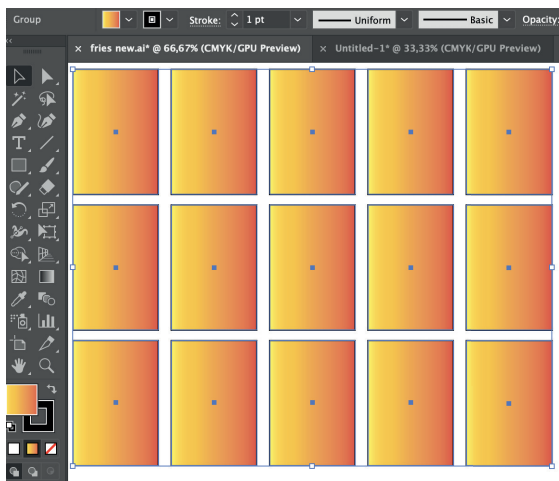 Group Stroke: 1 pt Uniform Basic Opacity:
× fries new.ai* @ 66,67% (CMYK/GPU Preview) × Untitled-1* @ 33,33% (CMYK/GPU Preview)